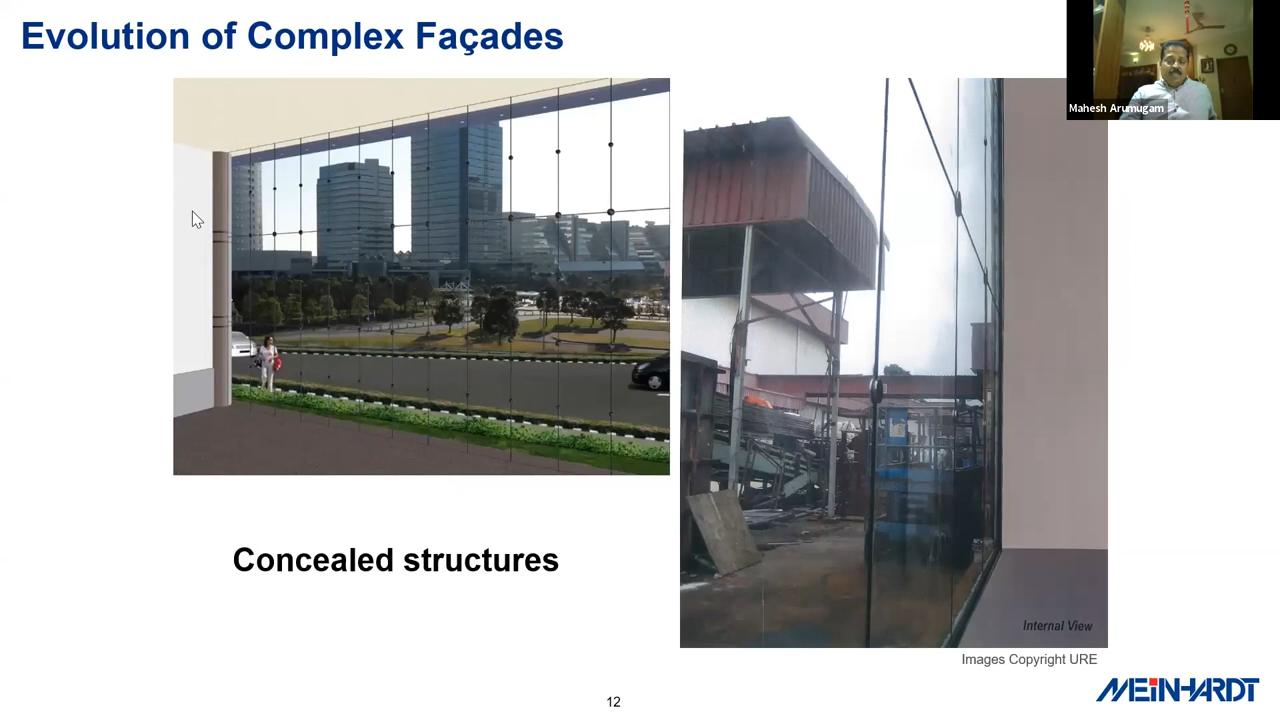 Evolution of Complex Façades
Mahesh Arumugam
Concealed structures
Internal View
Images Copyright URE
12
MEINHARDT